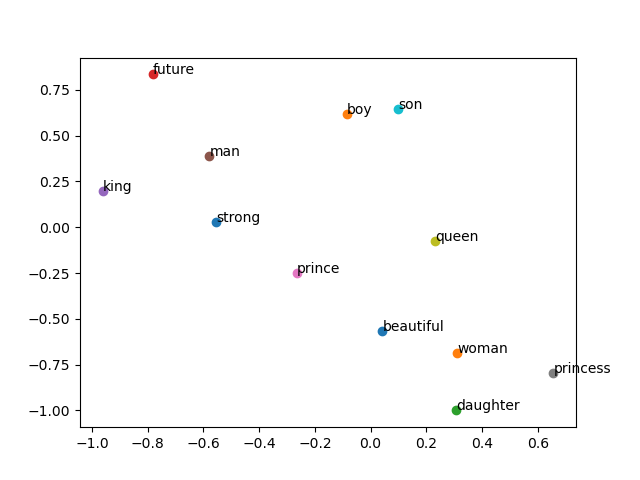 future
0.75
boy
son
0.50
man
0.25
king
strong
0.00
queen
prince
−0.25
beautiful
−0.50
woman
−0.75
princess
daughter
−1.00
−1.0 −0.8 −0.6 −0.4 −0.2 0.0 0.2 0.4 0.6